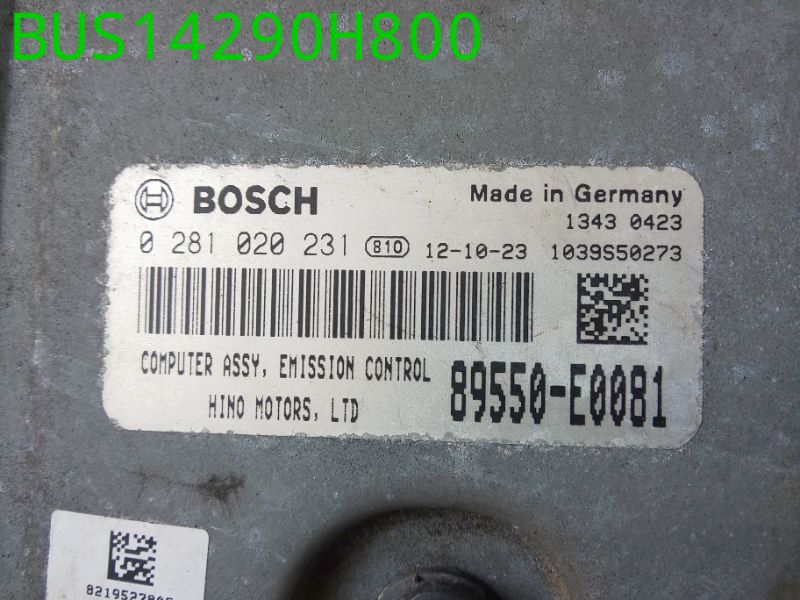 BUS14290H800
BOSCH Made in Germany
1343 0423
0 281 020 231 810 12-10-23 1039S50273
COMPUTER ASSY, EMISSION CONTROL 89550-E0081
HINO MOTORS, LTD